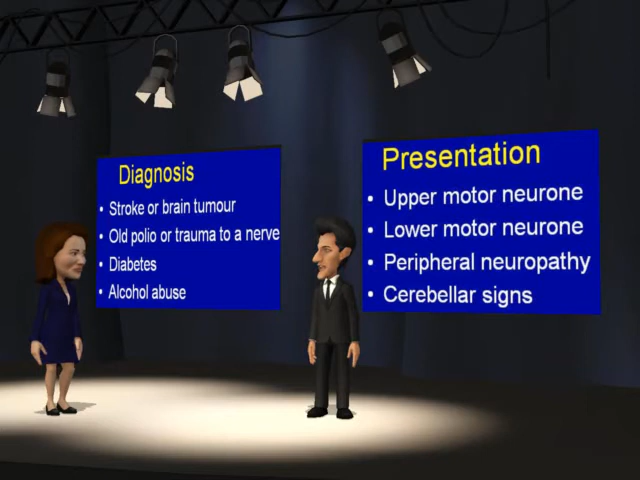 Diagnosis
• Stroke or brain tumour
• Old polio or trauma to a nerve
• Diabetes
• Alcohol abuse
Presentation
• Upper motor neurone
• Lower motor neurone
• Peripheral neuropathy
• Cerebellar signs